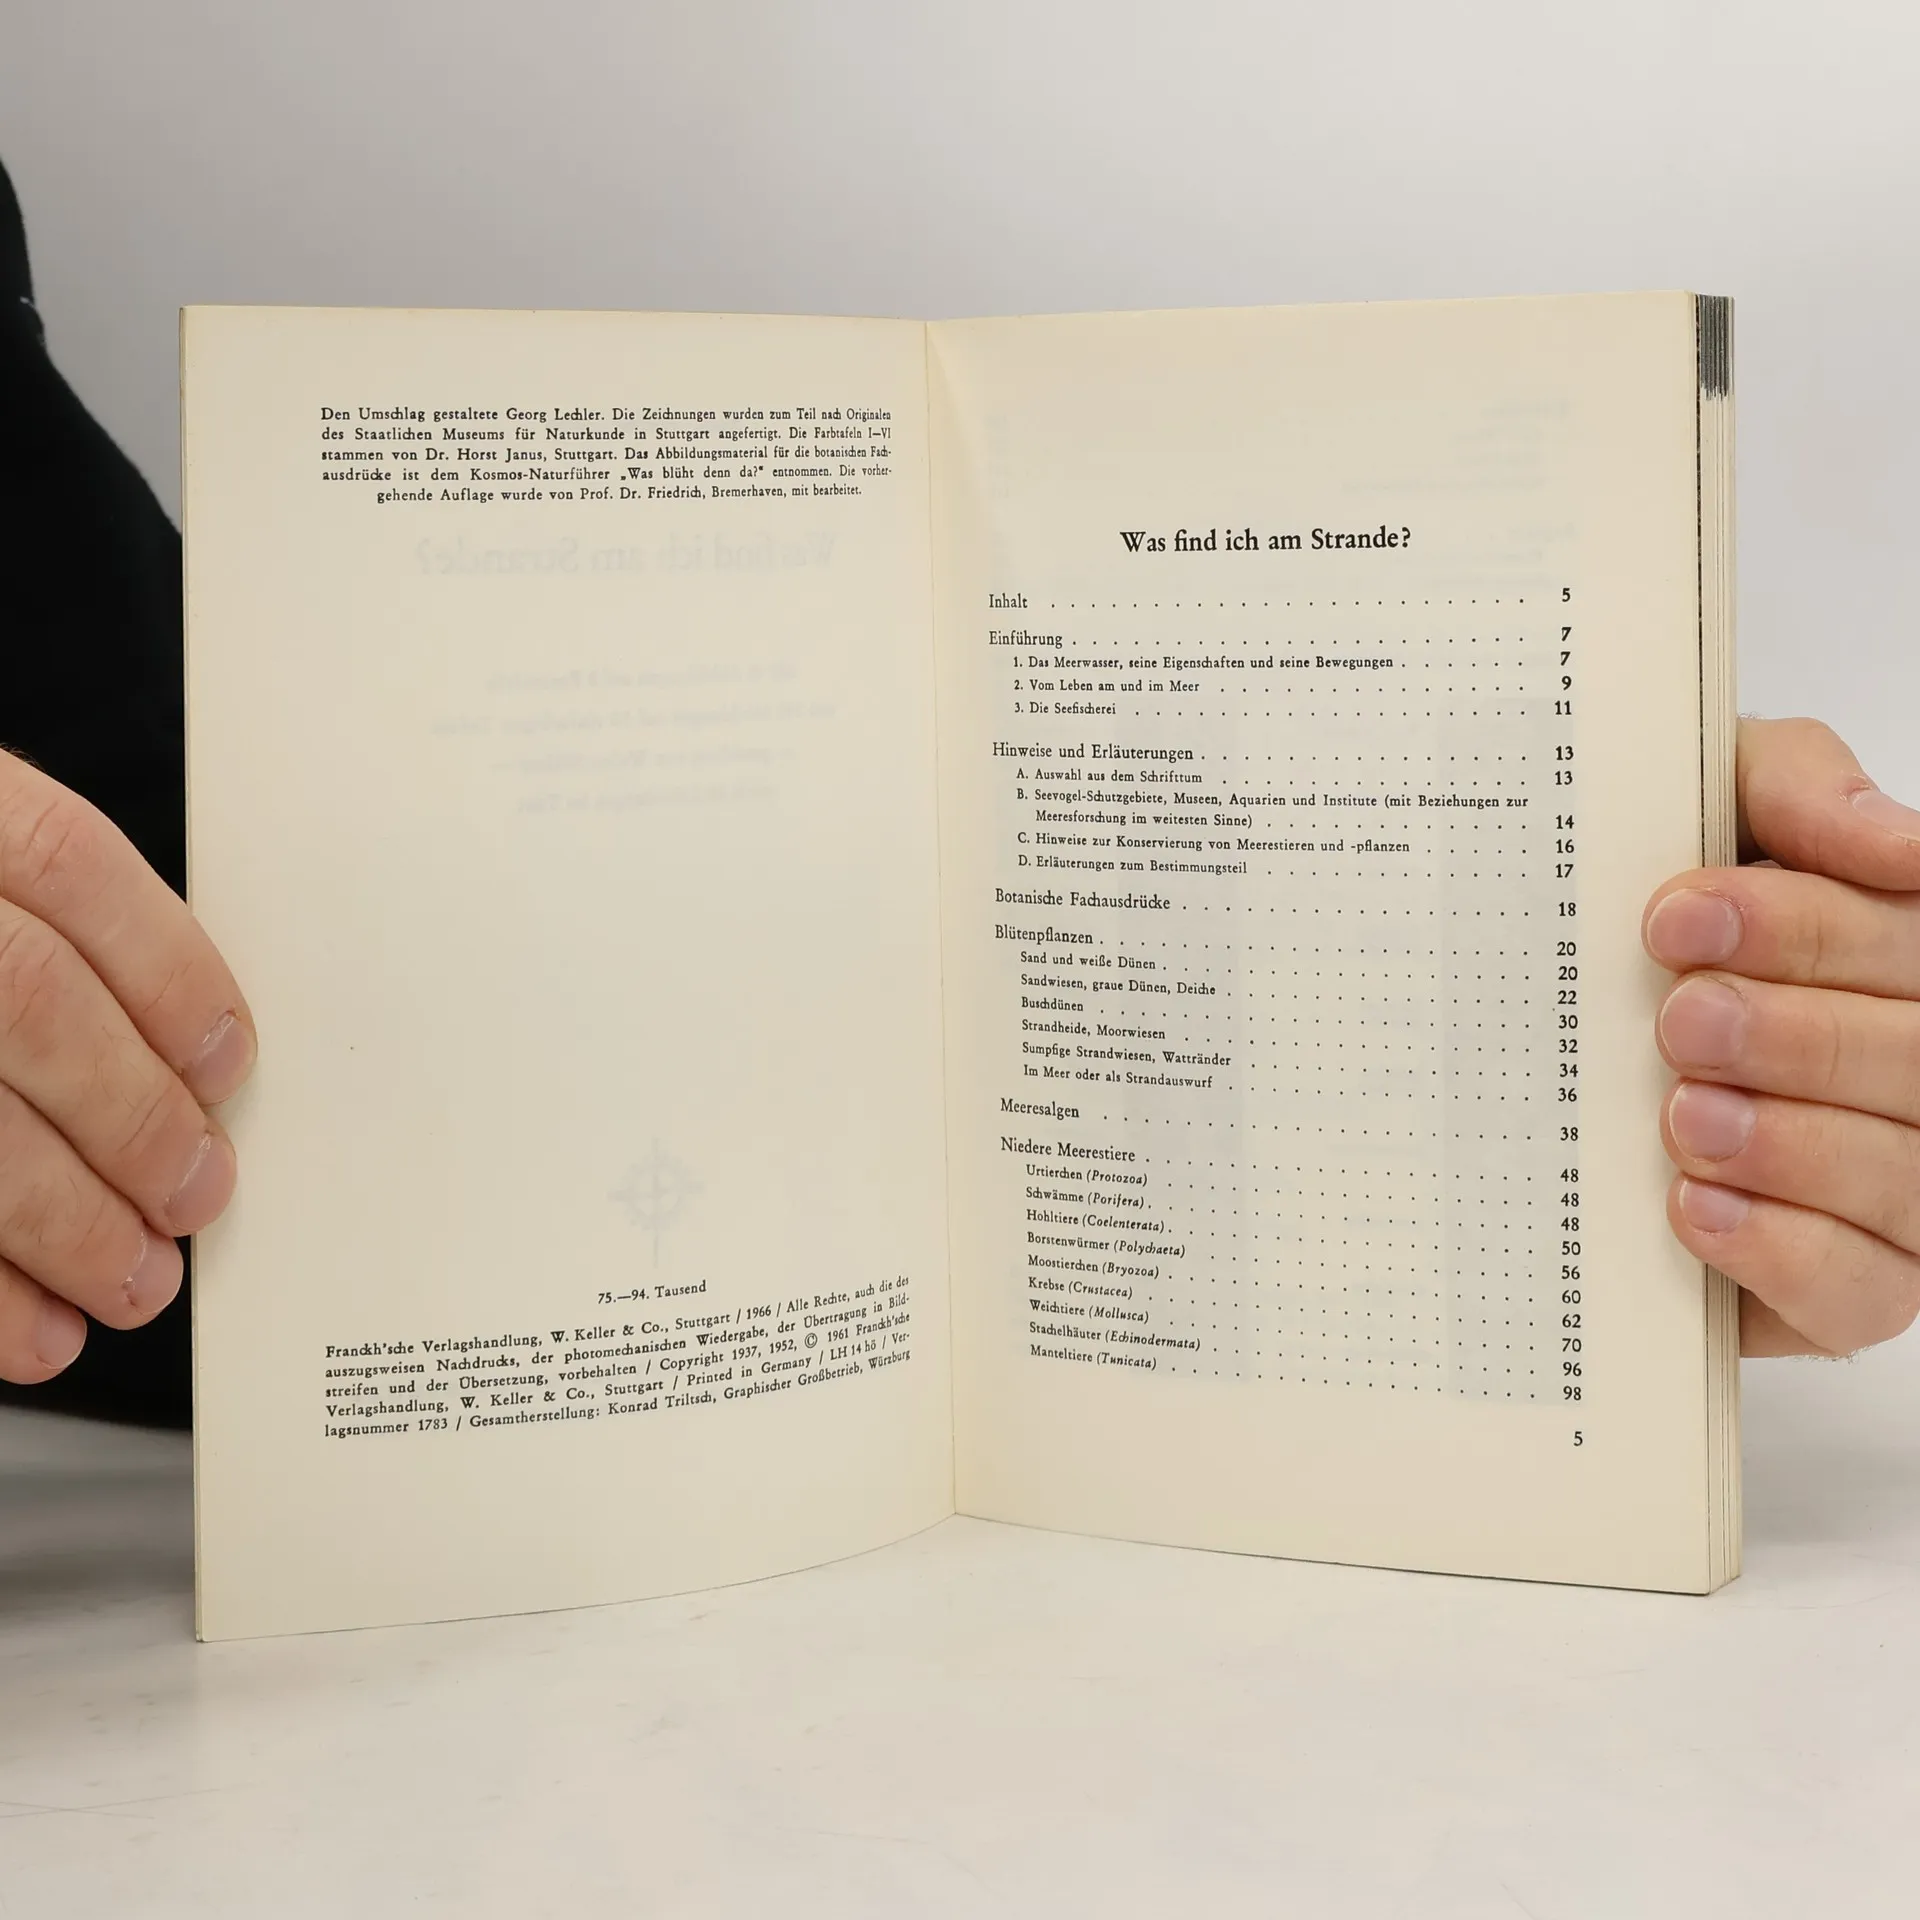 Den Umschlag gestaltete Georg Lechler. Die Zeichnungen wurden zum Teil nach Originalen
des Staatlichen Museums für Naturkunde in Stuttgart angefertigt. Die Farbtafeln I—VI
stammen von Dr. Horst Janus, Stuttgart. Das Abbildungsmaterial für die botanischen Fach-
ausdrücke ist dem Kosmos-Naturführer „Was blüht denn da?“ entnommen. Die vorher-
gehende Auflage wurde von Prof. Dr. Friedrich, Bremerhaven, mit bearbeitet.
75.—94. Tausend
Franckh'sche Verlagshandlung, W. Keller & Co., Stuttgart / 1966 / Alle Rechte, auch die des
auszugsweisen Nachdrucks, der photomechanischen Wiedergabe, der Übertragung in Bild-
streifen und der Übersetzung, vorbehalten / Copyright 1937, 1952, © 1961 Franckh'sche
Verlagshandlung, W. Keller & Co., Stuttgart / Printed in Germany / LH 14 hö / Ver-
lagsnummer 1783 / Gesamtherstellung: Konrad Triltsch, Graphischer Großbetrieb, Würzburg
Was find ich am Strande?
Inhalt . . . . . . . . . . . . . . . . . . . . . . . . 5
Einführung . . . . . . . . . . . . . . . . . . . . . . 7
1. Das Meerwasser, seine Eigenschaften und seine Bewegungen . . . . . . 7
2. Vom Leben am und im Meer . . . . . . . . . . . . . . . 9
3. Die Seefischerei . . . . . . . . . . . . . . . . . . . 11
Hinweise und Erläuterungen . . . . . . . . . . . . . . . 13
A. Auswahl aus dem Schrifttum . . . . . . . . . . . . . . 13
B. Seevogel-Schutzgebiete, Museen, Aquarien und Institute (mit Beziehungen zur
Meeresforschung im weitesten Sinne) . . . . . . . . . . . . 14
C. Hinweise zur Konservierung von Meerestieren und -pflanzen . . . . . 16
D. Erläuterungen zum Bestimmungsteil . . . . . . . . . . . . 17
Botanische Fachausdrücke . . . . . . . . . . . . . . . . 18
Blütenpflanzen . . . . . . . . . . . . . . . . . . . . 20
Sand und weiße Dünen . . . . . . . . . . . . . . . . . 20
Sandwiesen, graue Dünen, Deiche . . . . . . . . . . . . . . 22
Buschdünen . . . . . . . . . . . . . . . . . . . . . 30
Strandheide, Moorwiesen . . . . . . . . . . . . . . . . 32
Sumpfige Strandwiesen, Wattränder . . . . . . . . . . . . . 34
Im Meer oder als Strandauswurf . . . . . . . . . . . . . . 36
Meeresalgen . . . . . . . . . . . . . . . . . . . . . 38
Niedere Meerestiere . . . . . . . . . . . . . . . . . . 48
Urtierchen (Protozoa) . . . . . . . . . . . . . . . . . 48
Schwämme (Porifera) . . . . . . . . . . . . . . . . . . 48
Hohltiere (Coelenterata) . . . . . . . . . . . . . . . . . 50
Borstenwürmer (Polychaeta) . . . . . . . . . . . . . . . . 56
Moostierchen (Bryozoa) . . . . . . . . . . . . . . . . . 60
Krebse (Crustacea) . . . . . . . . . . . . . . . . . . 62
Weichtiere (Mollusca) . . . . . . . . . . . . . . . . . 70
Stachelhäuter (Echinodermata) . . . . . . . . . . . . . . . 96
Manteltiere (Tunicata) . . . . . . . . . . . . . . . . . 98
5